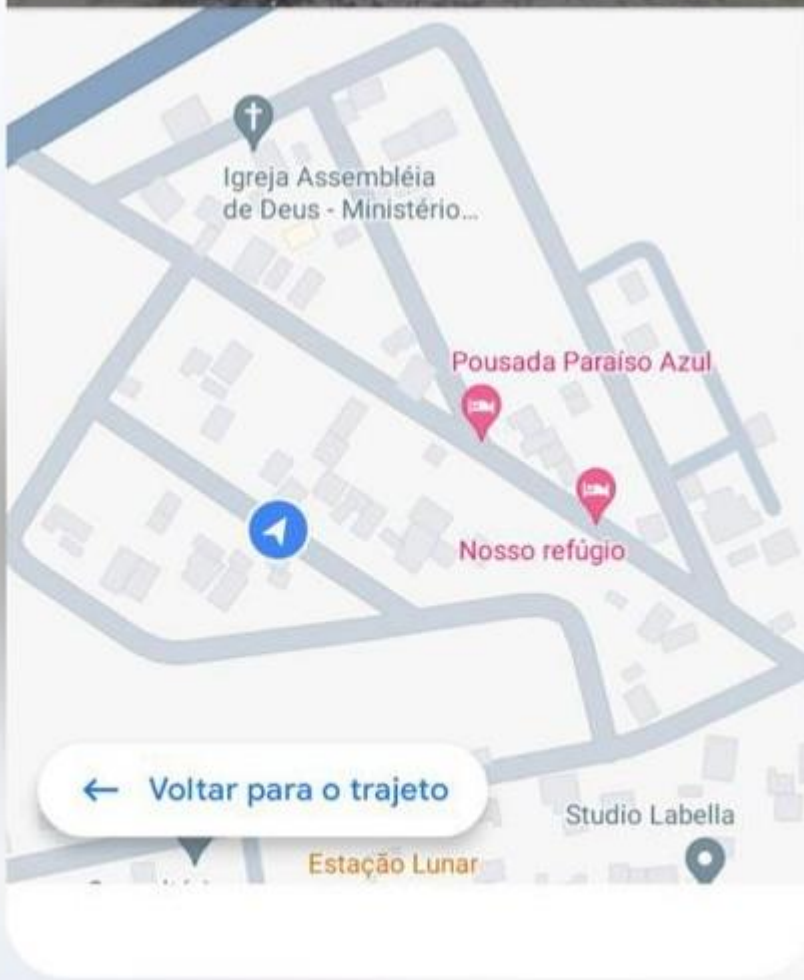 Igreja Assembléia
de Deus - Ministério...
Pousada Paraíso Azul
Nosso refúgio
← Voltar para o trajeto
Studio Labella
Estação Lunar